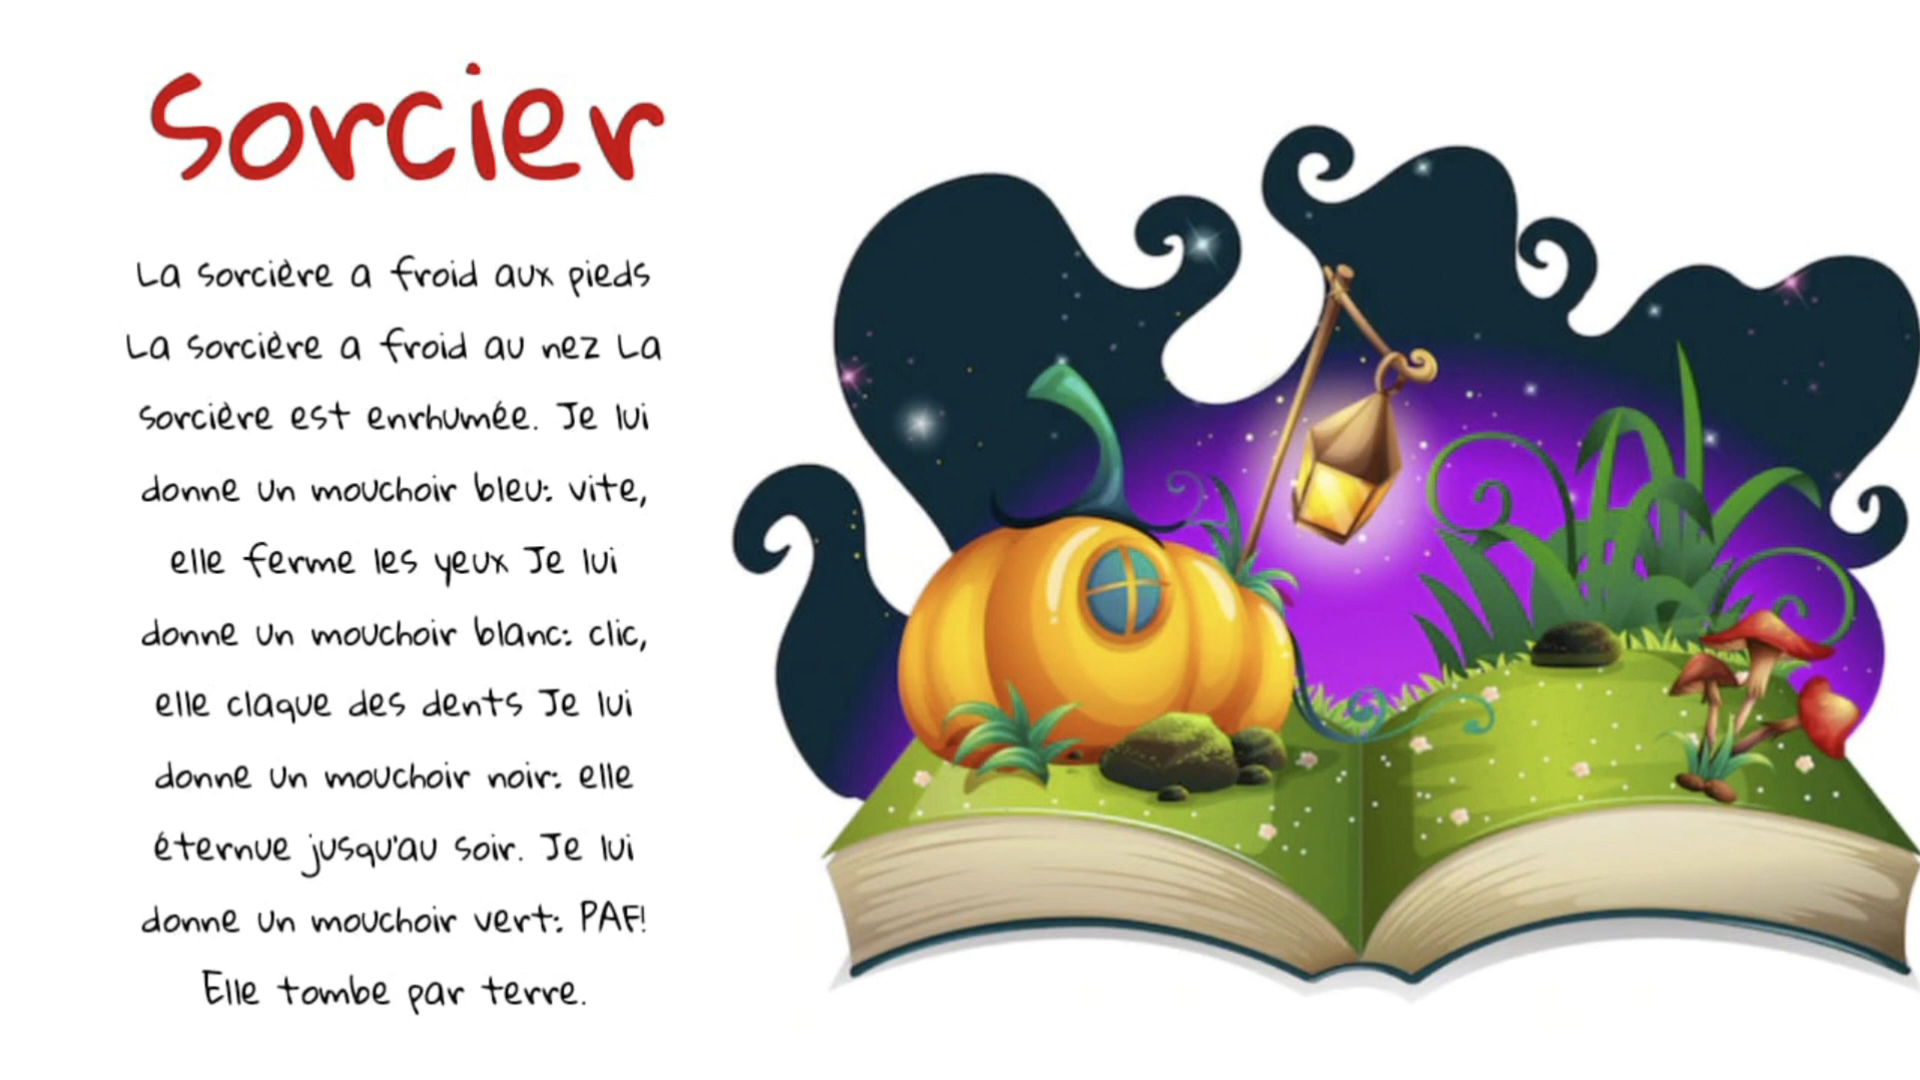 Sorcier
La sorcière a froid aux pieds
La sorcière a froid au nez La
sorcière est enrhumée. Je lui
donne un mouchoir bleu: vite,
elle ferme les yeux Je lui
donne un mouchoir blanc: clic,
elle claque des dents Je lui
donne un mouchoir noir: elle
éternue jusqu'au soir. Je lui
donne un mouchoir vert: PAF!
Elle tombe par terre.